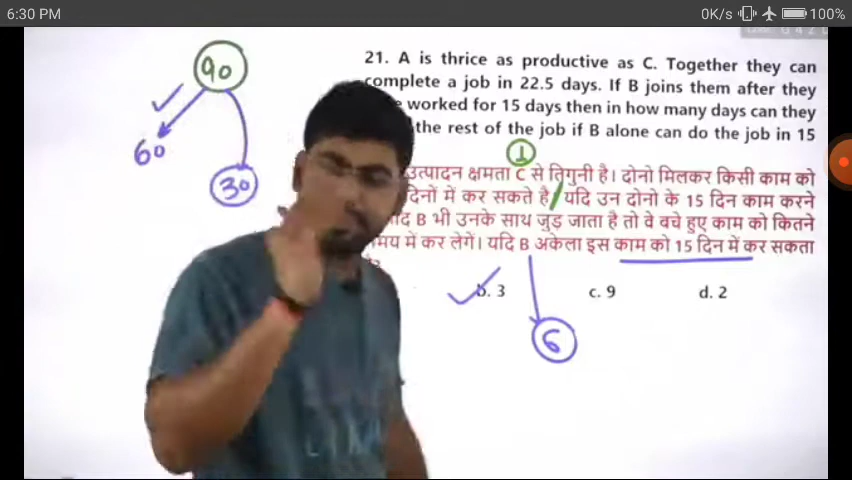 6:30 PM
0K/s 100%
90
60
30
21. A is thrice as productive as C. Together they can
complete a job in 22.5 days. If B joins them after they
worked for 15 days then in how many days can they
the rest of the job if B alone can do the job in 15
1
उत्पादन क्षमता C से तिगुनी है। दोनो मिलकर किसी काम को
दिनों में कर सकते है/ यदि उन दोनो के 15 दिन काम करने
B भी उनके साथ जुड़ जाता है तो वे बचे हुए काम को कितने
में कर लेगें। यदि B अकेला इस काम को 15 दिन में कर सकता
b. 3 c. 9 d. 2
6